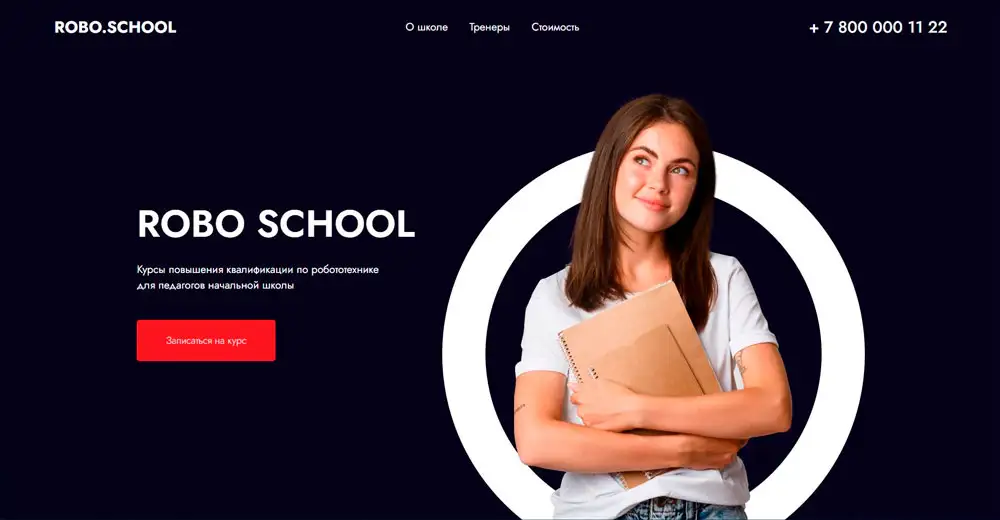 ROBO.SCHOOL
О школе Тренеры Стоимость
+ 7 800 000 11 22
ROBO SCHOOL
Курсы повышения квалификации по робототехнике
для педагогов начальной школы
Записаться на курс